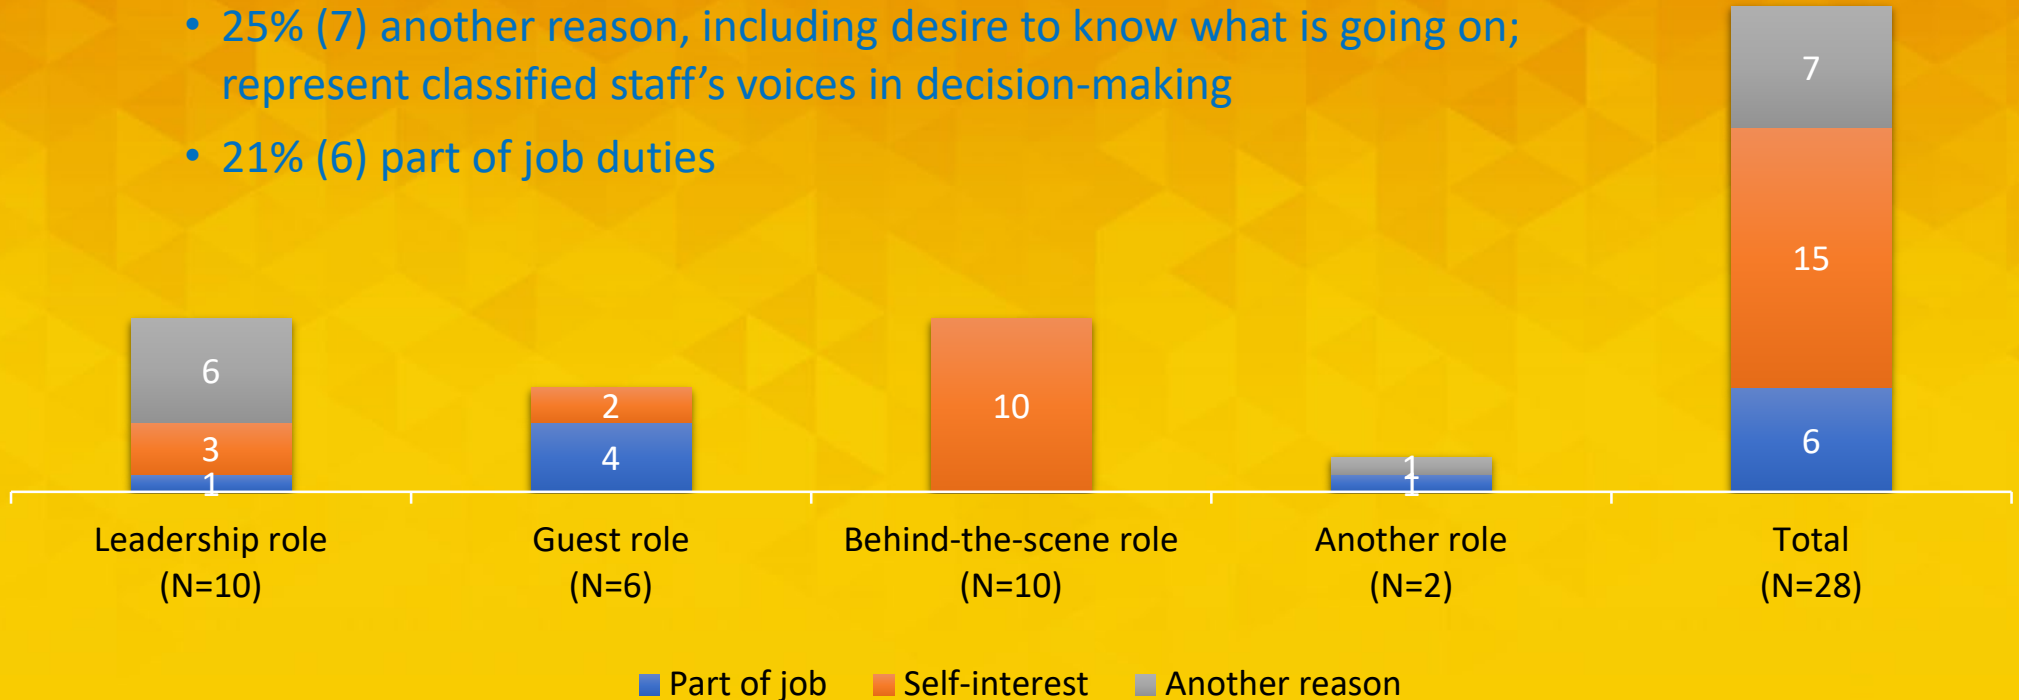 • 25% (7) another reason, including desire to know what is going on;
represent classified staff’s voices in decision-making
• 21% (6) part of job duties
7
15
6
6
3
1
2
4
10
1
1
Leadership role
(N=10)
Guest role
(N=6)
Behind-the-scene role
(N=10)
Another role
(N=2)
Total
(N=28)
Part of job
Self-interest
Another reason